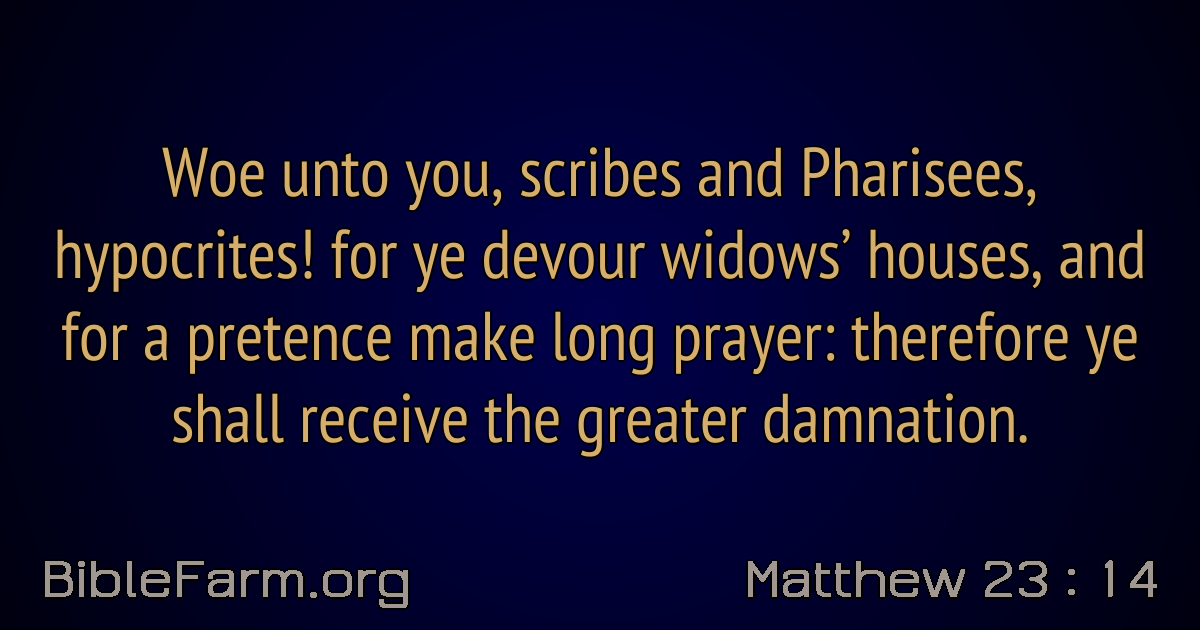 Woe unto you, scribes and Pharisees,
hypocrites! for ye devour widows’ houses, and
for a pretence make long prayer: therefore ye
shall receive the greater damnation.
BibleFarm.org
Matthew 23 : 14